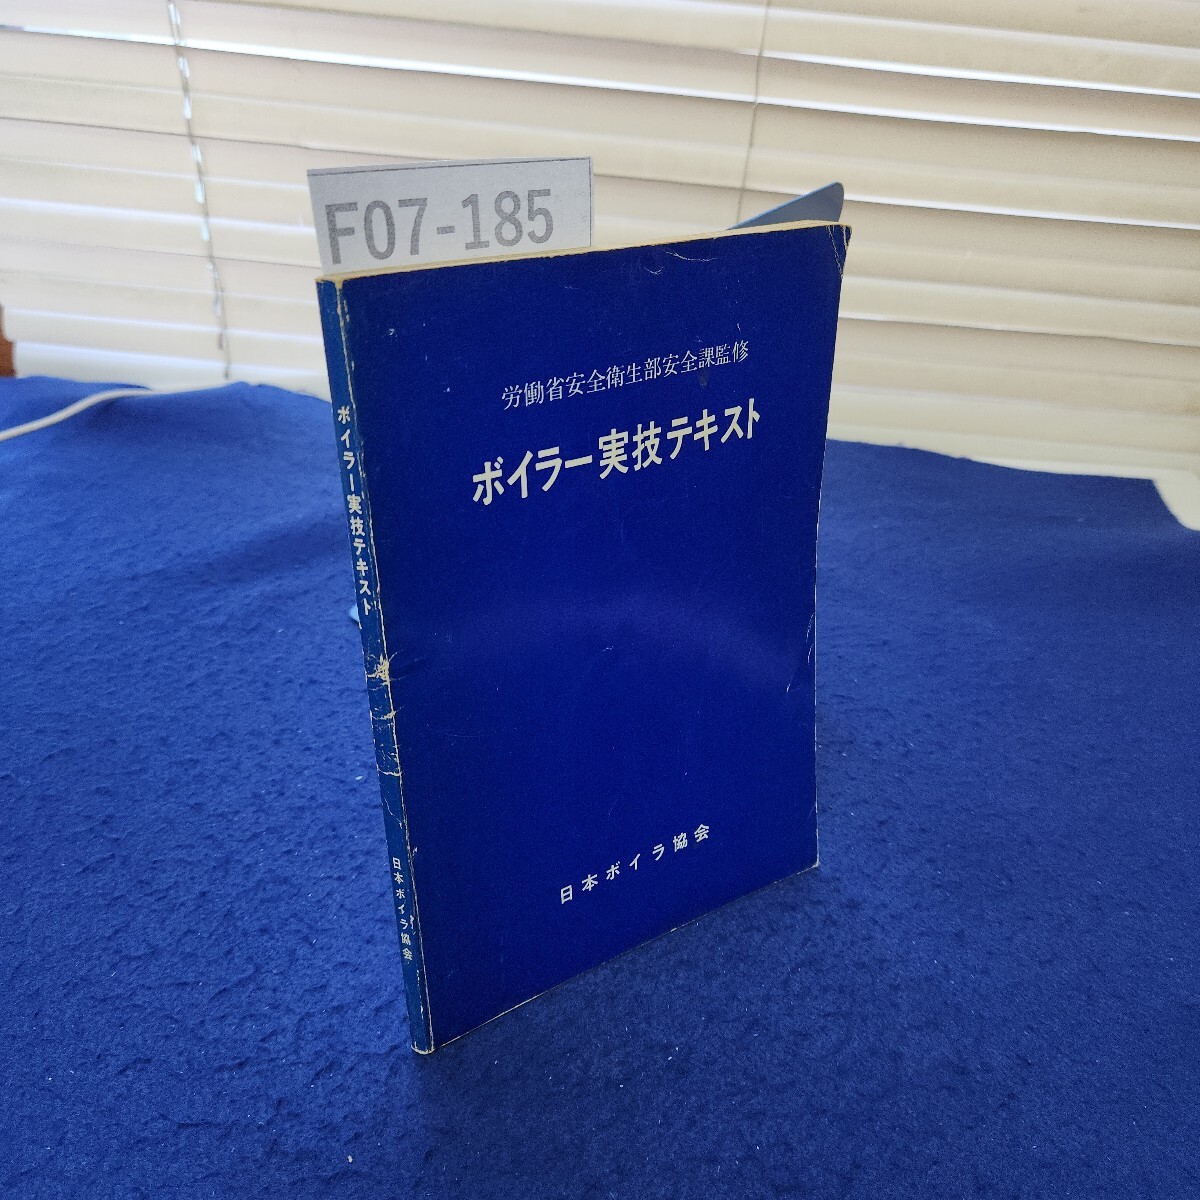 F07-185
労働省安全衛生部安全課監修
ボイラー実技テキスト
日本ボイラ協会
ボイラー実技テキスト
日本ボイラ協会